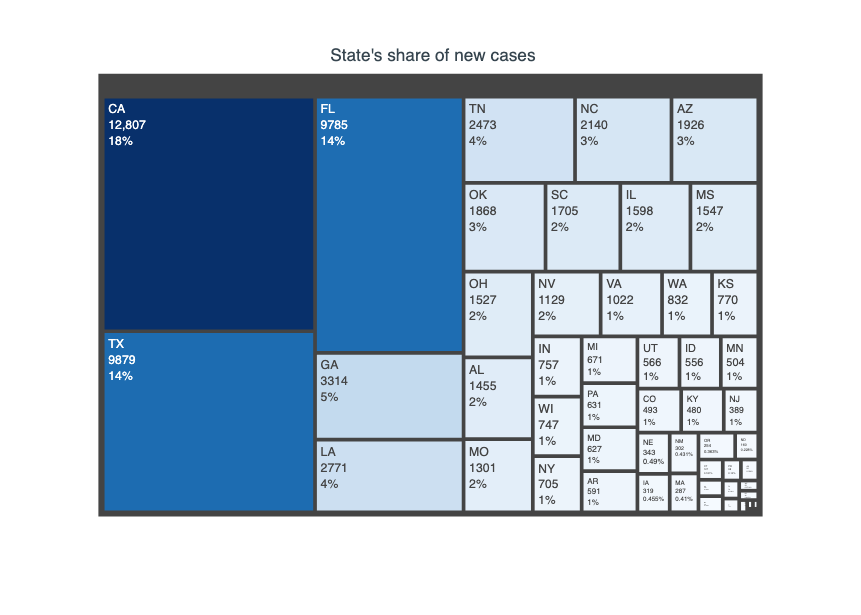 State's share of new cases
CA
12,807
18%
TX
9879
14%
FL
9785
14%
GA
3314
5%
LA
2771
4%
TN
2473
4%
NC
2140
3%
AZ
1926
3%
OK
1868
3%
SC
1705
2%
IL
1598
2%
MS
1547
2%
OH
1527
2%
AL
1455
2%
MO
1301
2%
NV
1129
2%
VA
1022
1%
WA
832
1%
KS
770
1%
IN
757
1%
WI
747
1%
NY
705
1%
MI
671
1%
PA
631
1%
MD
627
1%
AR
591
1%
UT
566
1%
ID
556
1%
MN
504
1%
CO
493
1%
KY
480
1%
NJ
389
1%
NE
343
0.49%
IA
319
0.455%
NM
302
0.431%
MA
287
0.41%